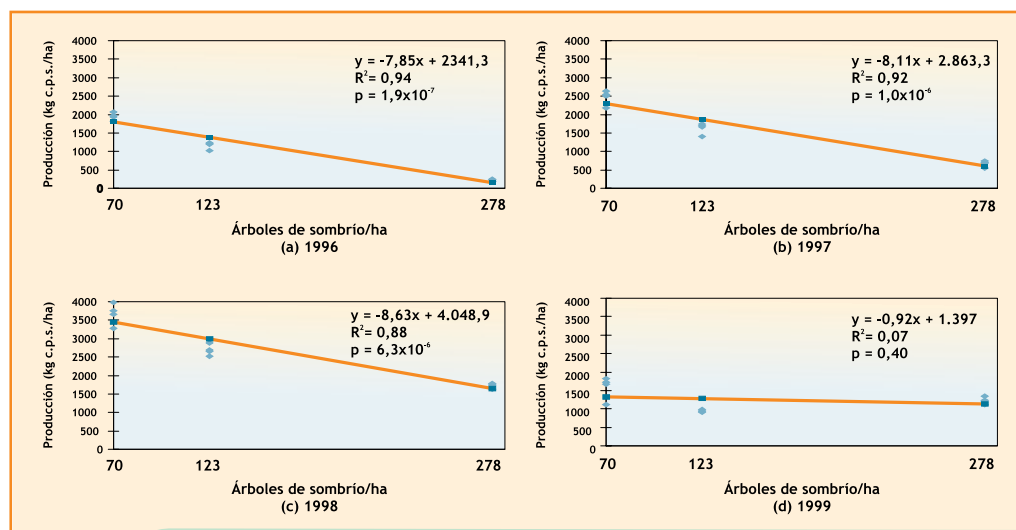 Producción (kg c.p.s./ha)
4000
3500
3000
2500
2000
1500
1000
500
0
y = -7,85x + 2341,3
R² = 0,94
p = 1,9x10⁻⁷
70 123 278
Árboles de sombrío/ha
(a) 1996
Producción (kg c.p.s./ha)
4000
3500
3000
2500
2000
1500
1000
500
0
y = -8,11x + 2.863,3
R² = 0,92
p = 1,0x10⁻⁶
70 123 278
Árboles de sombrío/ha
(b) 1997
Producción (kg c.p.s./ha)
4000
3500
3000
2500
2000
1500
1000
500
0
y = -8,63x + 4.048,9
R² = 0,88
p = 6,3x10⁻⁶
70 123 278
Árboles de sombrío/ha
(c) 1998
Producción (kg c.p.s./ha)
4000
3500
3000
2500
2000
1500
1000
500
0
y = -0,92x + 1.397
R² = 0,07
p = 0,40
70 123 278
Árboles de sombrío/ha
(d) 1999